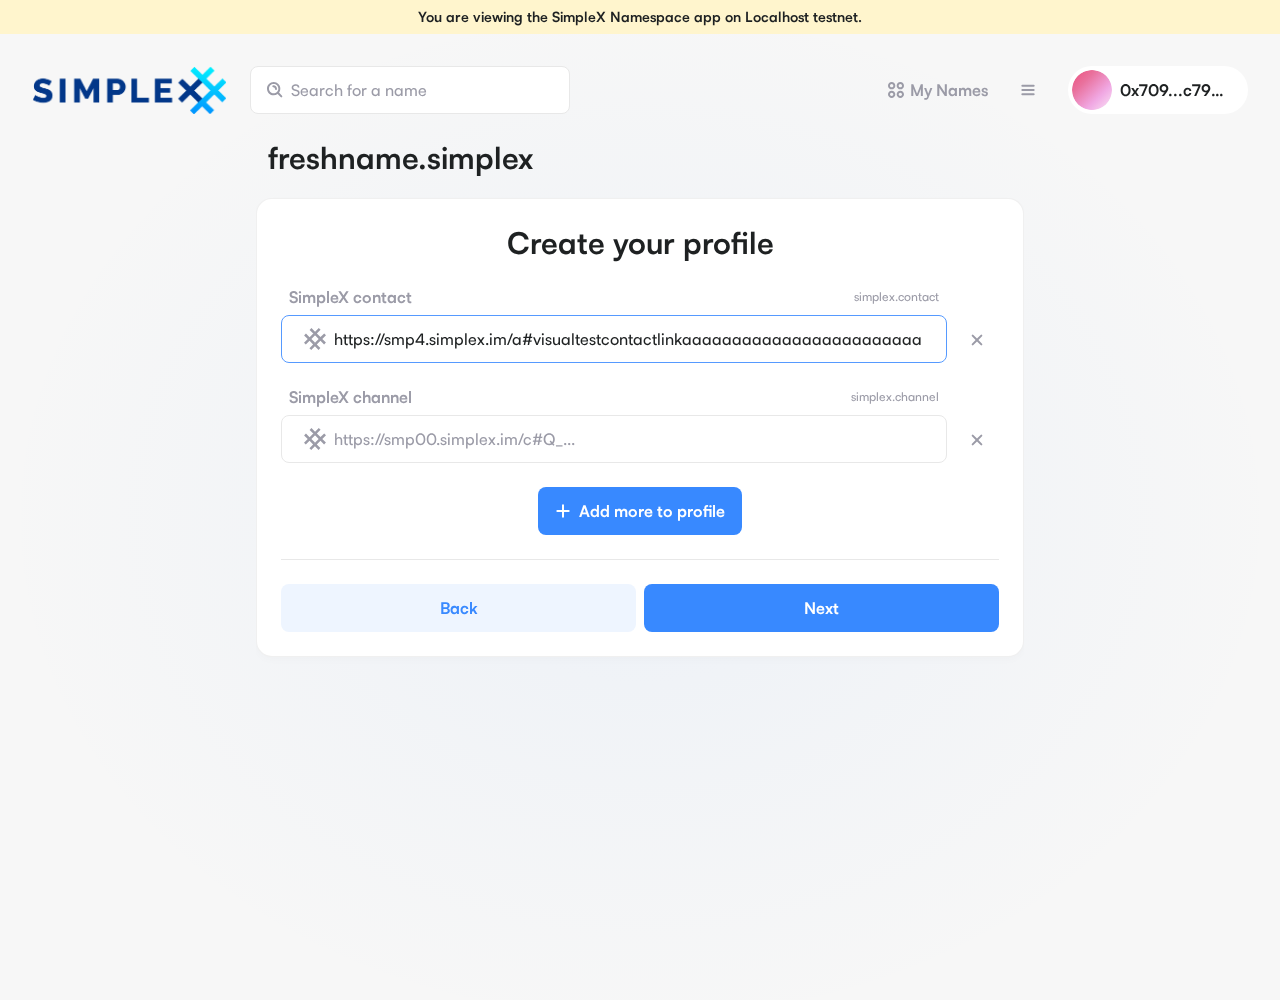 You are viewing the SimpleX Namespace app on Localhost testnet.
SIMPLEX
Search for a name
My Names
0x709...c79...
freshname.simplex
Create your profile
SimpleX contact
simplex.contact
https://smp4.simplex.im/a#visualtestcontactlinkaaaaaaaaaaaaaaaaaaaaaaaa
SimpleX channel
simplex.channel
https://smp00.simplex.im/c#Q_...
Add more to profile
Back
Next